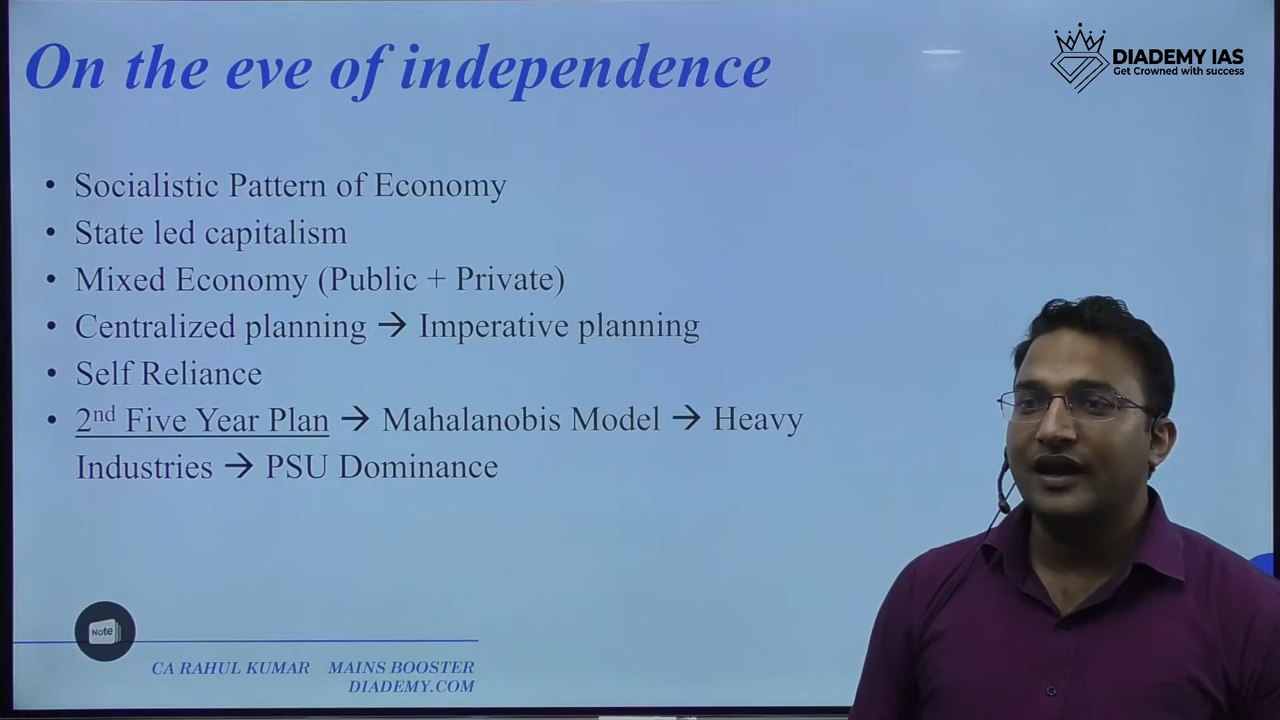 On the eve of independence
DIADEMY IAS
Get Crowned with success
• Socialistic Pattern of Economy
• State led capitalism
• Mixed Economy (Public + Private)
• Centralized planning → Imperative planning
• Self Reliance
• 2nd Five Year Plan → Mahalanobis Model → Heavy
Industries → PSU Dominance
Note
CA RAHUL KUMAR MAINS BOOSTER
DIADEMY.COM